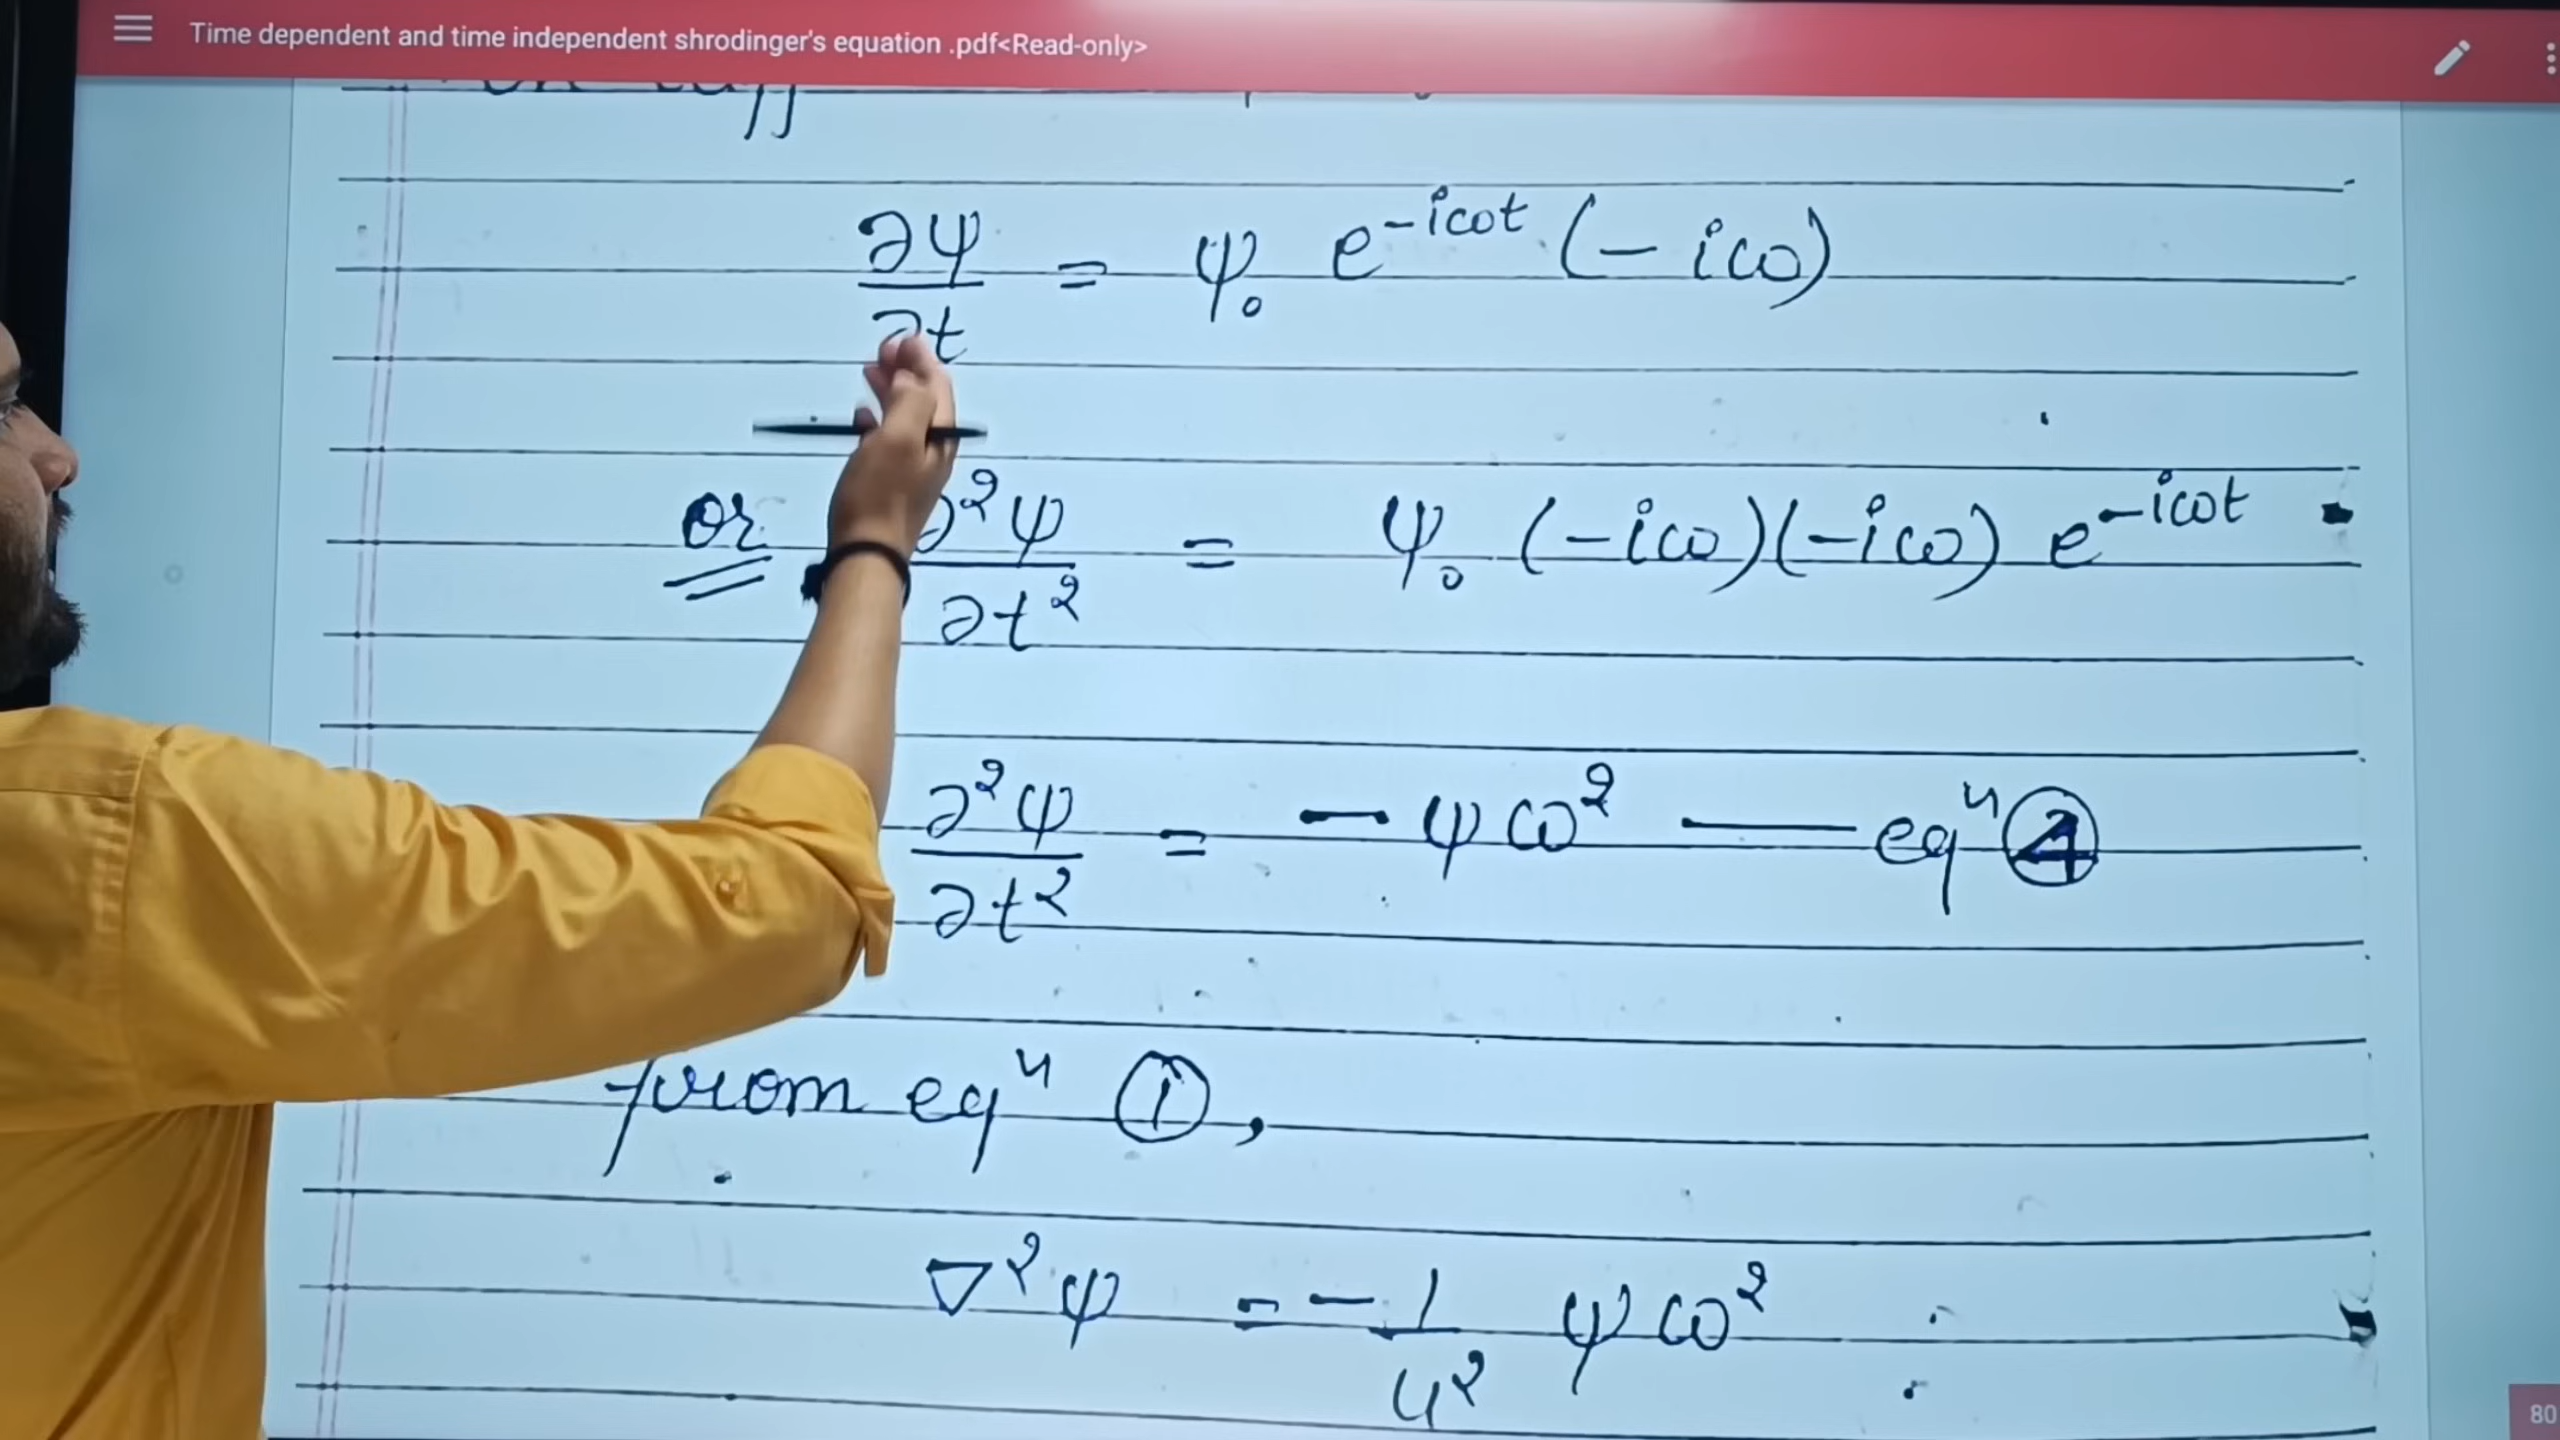 Time dependent and time independent shrodinger's equation .pdf<Read-only>
∂ψ/∂t = ψ₀ e^-iωt (-iω)
or ∂²ψ/∂t² = ψ₀ (-iω)(-iω) e^-iωt
∂²ψ/∂t² = -ψω² — eqⁿ
from eqⁿ ①,
∇²ψ = -1/u² ψω²
80